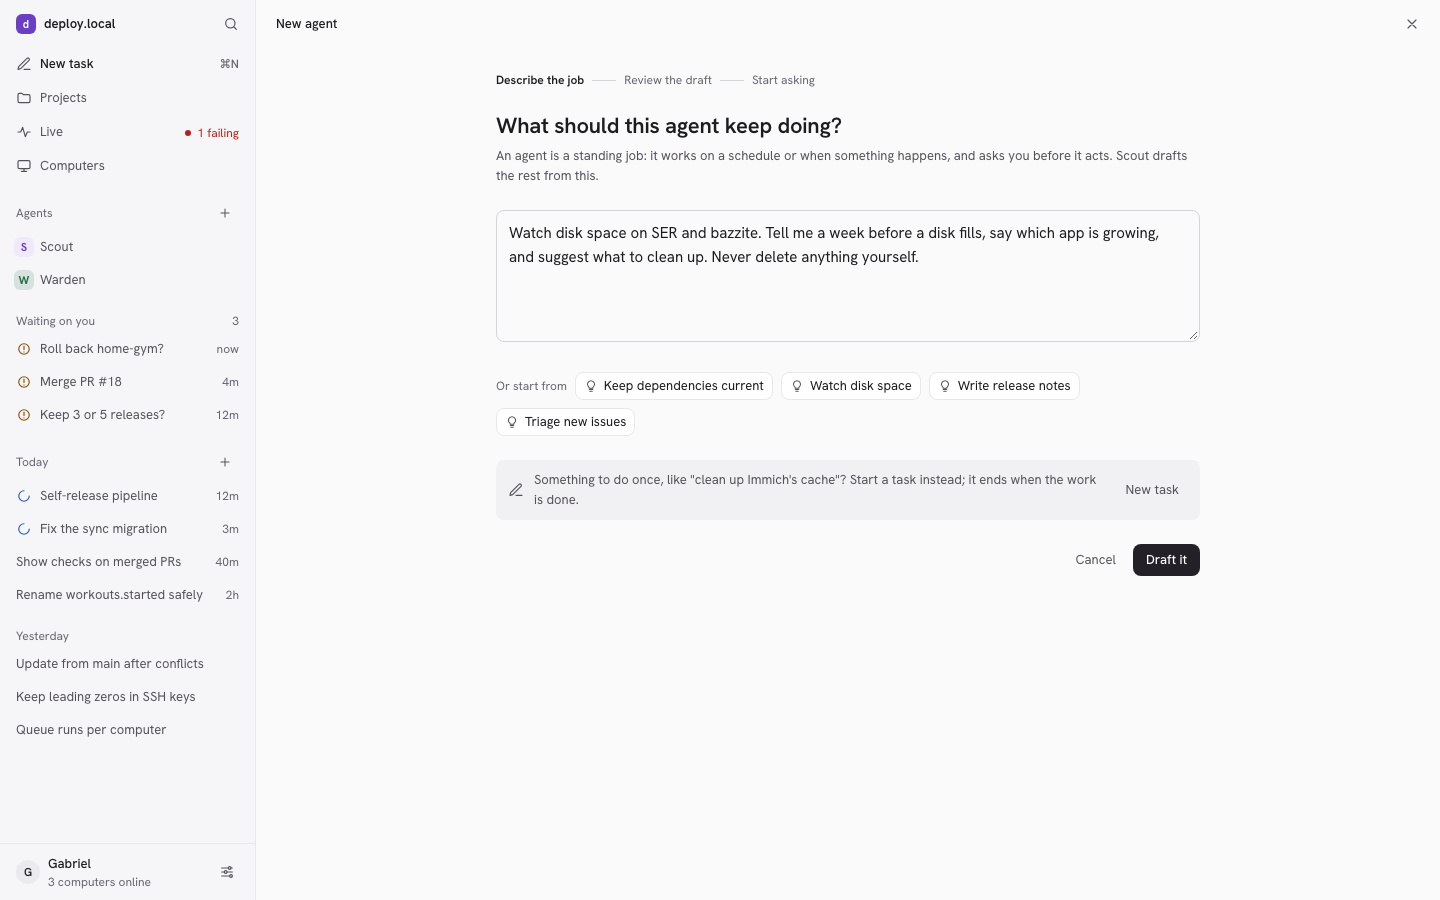 d deploy.local
New task ⌘N
Projects
Live 1 failing
Computers
Agents
S Scout
W Warden
Waiting on you 3
Roll back home-gym? now
Merge PR #18 4m
Keep 3 or 5 releases? 12m
Today
Self-release pipeline 12m
Fix the sync migration 3m
Show checks on merged PRs 40m
Rename workouts.started safely 2h
Yesterday
Update from main after conflicts
Keep leading zeros in SSH keys
Queue runs per computer
G Gabriel
3 computers online
New agent
Describe the job Review the draft Start asking
What should this agent keep doing?
An agent is a standing job: it works on a schedule or when something happens, and asks you before it acts. Scout drafts
the rest from this.
Watch disk space on SER and bazzite. Tell me a week before a disk fills, say which app is growing,
and suggest what to clean up. Never delete anything yourself.
Or start from Keep dependencies current Watch disk space Write release notes
Triage new issues
Something to do once, like "clean up Immich's cache"? Start a task instead; it ends when the work
is done.
New task
Cancel Draft it